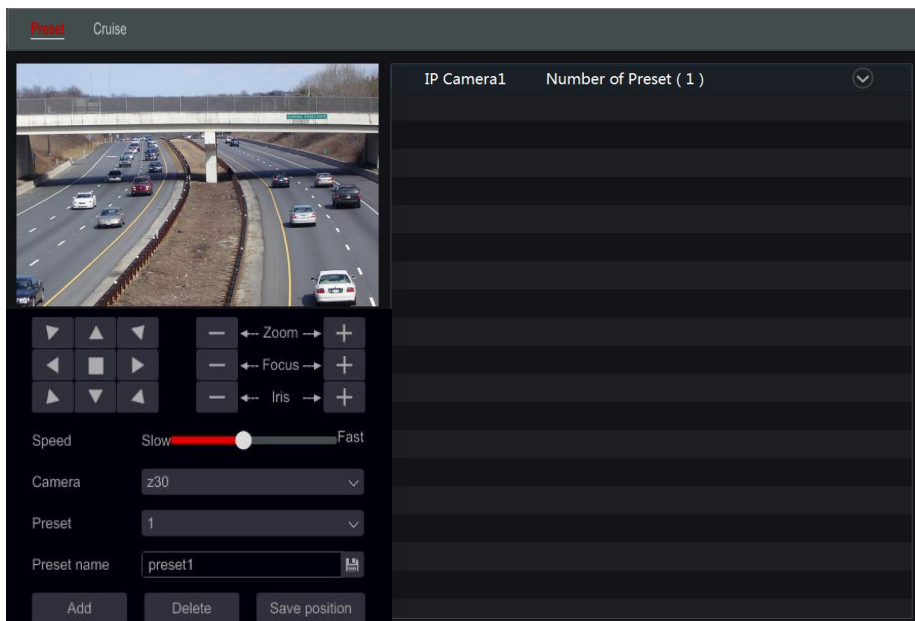 Preset Cruise
IP Camera1 Number of Preset ( 1 )
Zoom
Focus
Iris
Speed Slow Fast
Camera z30
Preset 1
Preset name preset1
Add Delete Save position